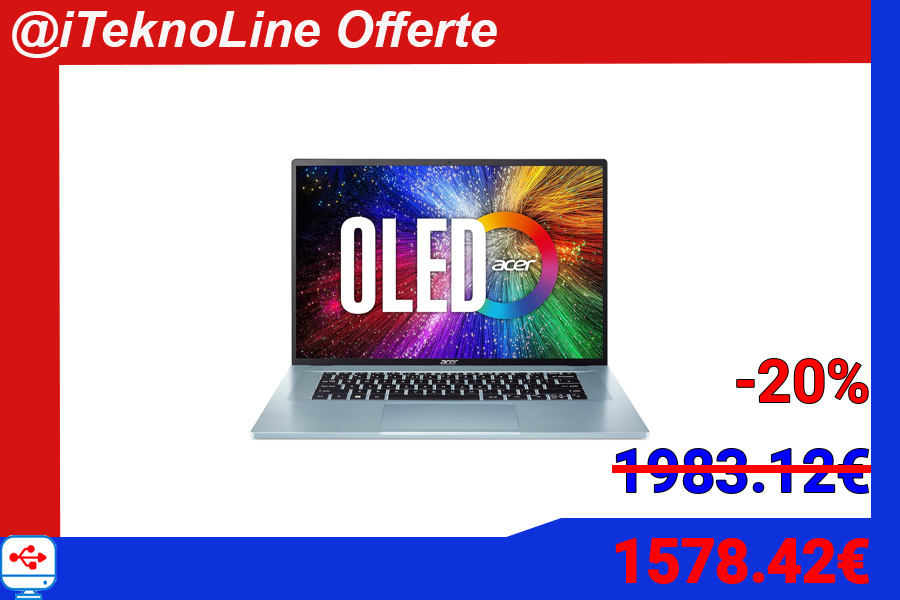 @iTeknoLine Offerte
OLED
acer
acer
-20%
1983.12€
1578.42€